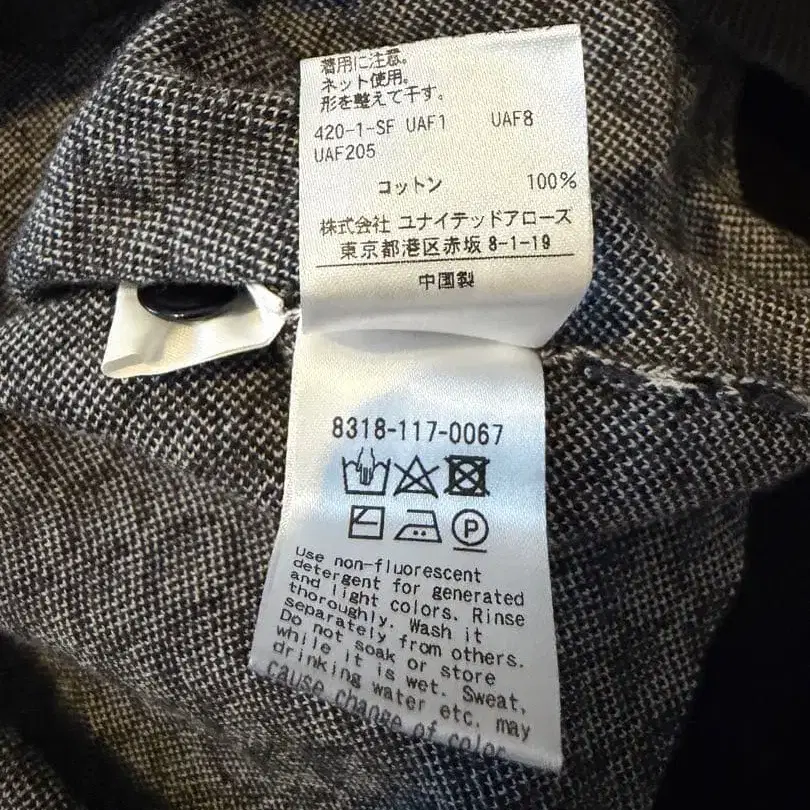 着用に注意。
ネット使用。
形を整えて干す。
420-1-SF UAF1 UAF8
UAF205
コットン 100%
株式会社 ユナイテッドアローズ
東京都港区赤坂 8-1-19
中国製
8318-117-0067
P
Use non-fluorescent
detergent for generated
and light colors. Rinse
thoroughly. Wash it
separately from others.
Do not soak or store
while it is wet. Sweat,
drinking water etc. may
cause change of color